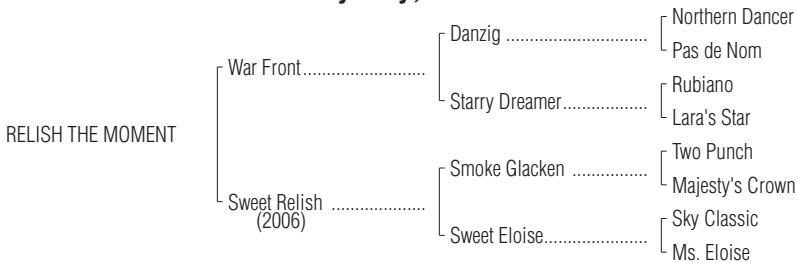 Northern Dancer
Danzig ................................
Pas de Nom
War Front............................
Rubiano
Starry Dreamer...................
Lara's Star
RELISH THE MOMENT
Two Punch
Smoke Glacken .................
Majesty's Crown
Sweet Relish .....................
(2006)
Sky Classic
Sweet Eloise.......................
Ms. Eloise